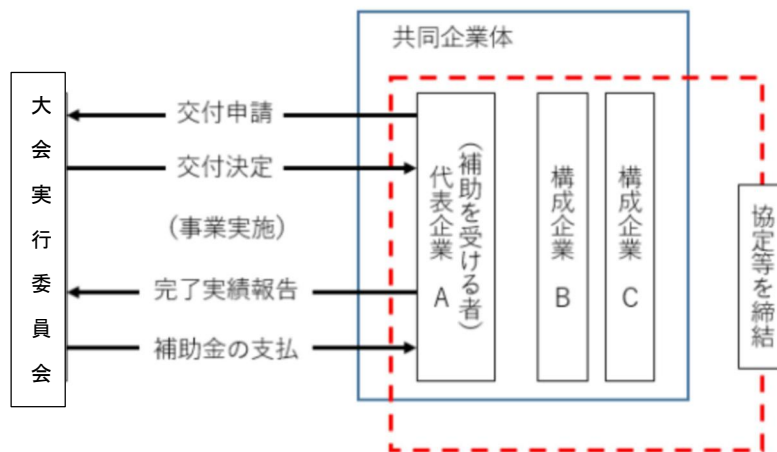 共同企業体
大会実行委員会
交付申請
交付決定
(事業実施)
完了実績報告
補助金の支払
(補助を受ける者)
代表企業 A
構成企業 B
構成企業 C
協定等を締結